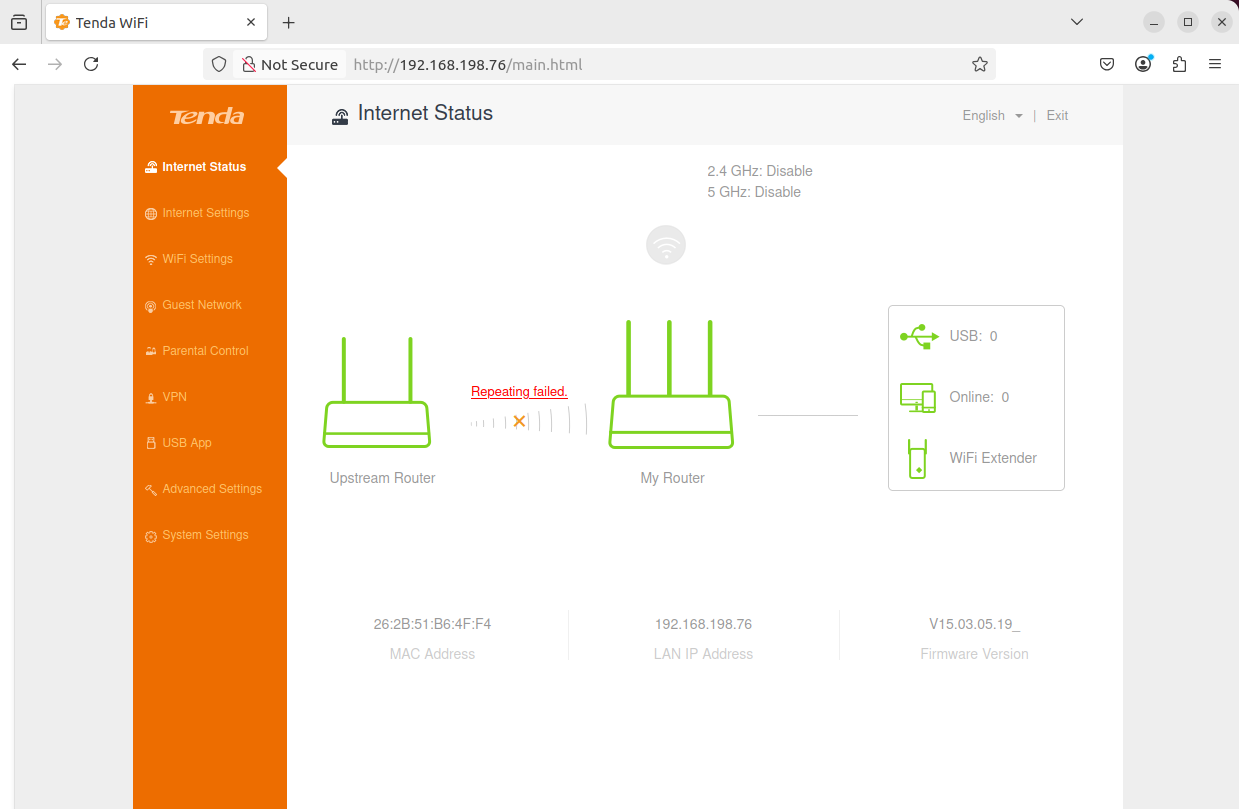 Tenda WiFi
Not Secure
http://192.168.198.76/main.html
Tenda
Internet Status
English
|
Exit
Internet Status
Internet Settings
WiFi Settings
Guest Network
Parental Control
VPN
USB App
Advanced Settings
System Settings
2.4 GHz: Disable
5 GHz: Disable
Repeating failed.
Upstream Router
My Router
USB: 0
Online: 0
WiFi Extender
26:2B:51:B6:4F:F4
MAC Address
192.168.198.76
LAN IP Address
V15.03.05.19_
Firmware Version